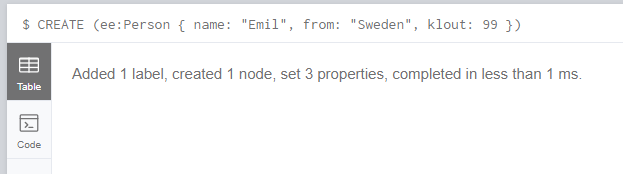 $ CREATE (ee:Person { name: "Emil", from: "Sweden", klout: 99 })
Table
Added 1 label, created 1 node, set 3 properties, completed in less than 1 ms.
Code